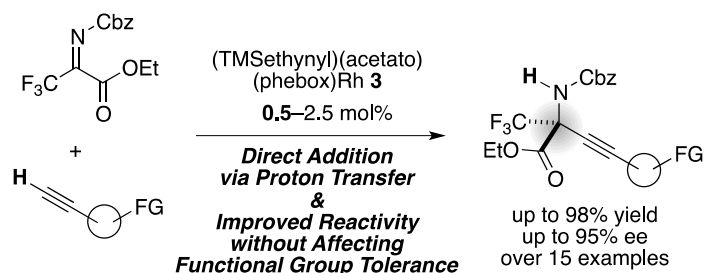 N
Cbz
F3C
OEt
O
+
H
FG
(TMSethynyl)(acetato)
(phebox)Rh 3
0.5–2.5 mol%
Direct Addition
via Proton Transfer
&
Improved Reactivity
without Affecting
Functional Group Tolerance
H
N
Cbz
F3C
EtO
O
FG
up to 98% yield
up to 95% ee
over 15 examples